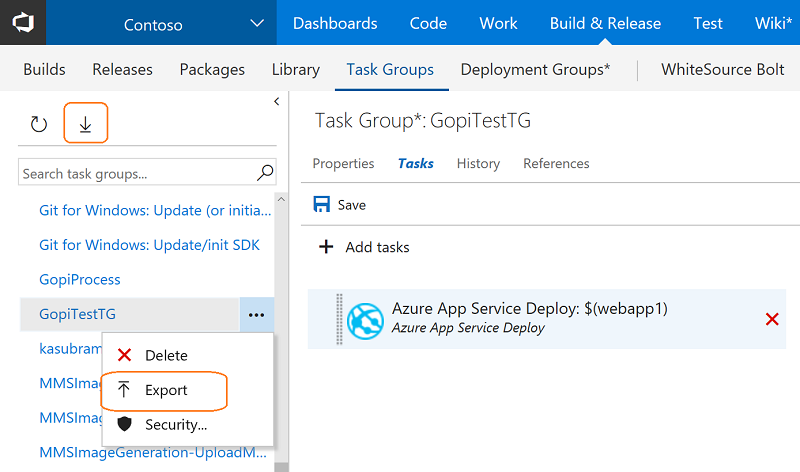 Contoso
Dashboards Code Work Build & Release Test Wiki*
Builds Releases Packages Library Task Groups Deployment Groups* WhiteSource Bolt
Search task groups...
Git for Windows: Update (or initia...
Git for Windows: Update/init SDK
GopiProcess
GopiTestTG ...
kasubram
MMSImag
MMSImag
MMSImageGeneration-UploadM...
Delete
Export
Security...
Task Group*: GopiTestTG
Properties Tasks History References
Save
Add tasks
Azure App Service Deploy: $(webapp1)
Azure App Service Deploy